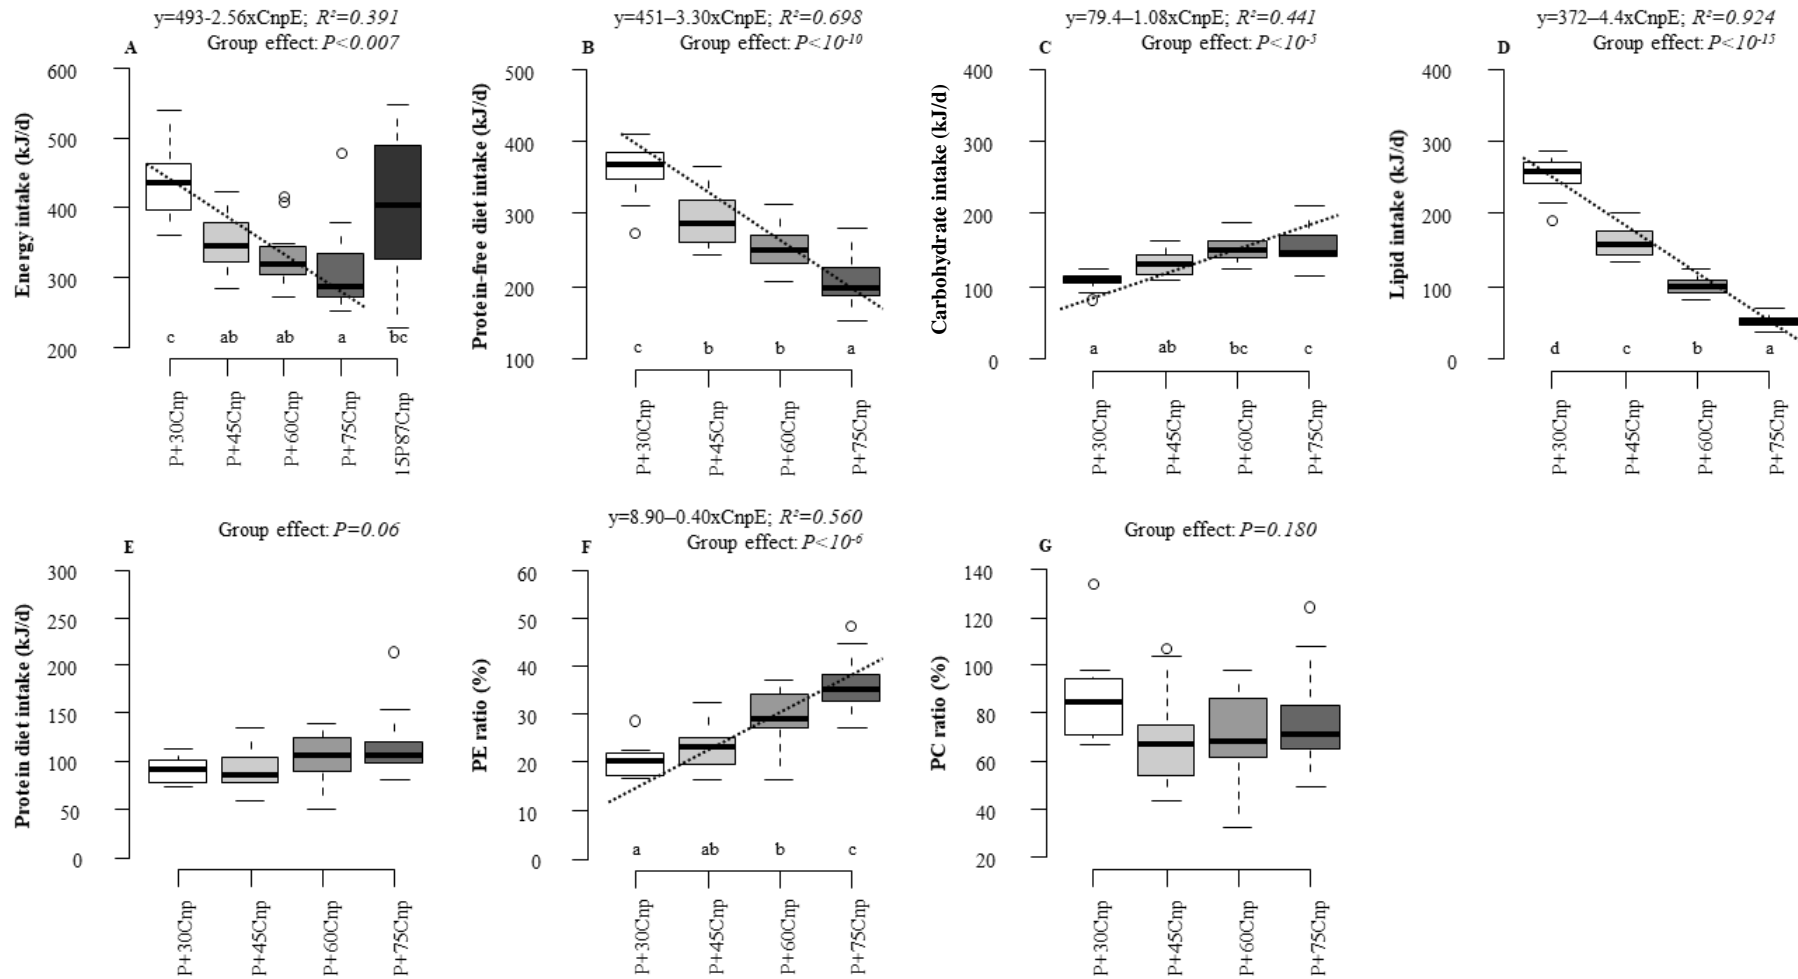 y=493-2.56xCnpE; R²=0.391
Group effect: P<0.007
A
Energy intake (kJ/d)
600
500
400
300
200
c ab ab a bc
P+30Cnp
P+45Cnp
P+60Cnp
P+75Cnp
15P87Cnp
y=451–3.30xCnpE; R²=0.698
Group effect: P<10⁻¹⁰
B
Protein-free diet intake (kJ/d)
500
400
300
200
100
c b b a
P+30Cnp
P+45Cnp
P+60Cnp
P+75Cnp
y=79.4–1.08xCnpE; R²=0.441
Group effect: P<10⁻⁵
C
Carbohydrate intake (kJ/d)
400
300
200
100
0
a ab bc c
P+30Cnp
P+45Cnp
P+60Cnp
P+75Cnp
y=372–4.4xCnpE; R²=0.924
Group effect: P<10⁻¹⁵
D
Lipid intake (kJ/d)
400
300
200
100
0
d c b a
P+30Cnp
P+45Cnp
P+60Cnp
P+75Cnp
Group effect: P=0.06
E
Protein diet intake (kJ/d)
300
250
200
150
100
50
0
P+30Cnp
P+45Cnp
P+60Cnp
P+75Cnp
y=8.90–0.40xCnpE; R²=0.560
Group effect: P<10⁻⁶
F
PE ratio (%)
60
50
40
30
20
10
0
a ab b c
P+30Cnp
P+45Cnp
P+60Cnp
P+75Cnp
Group effect: P=0.180
G
PC ratio (%)
140
120
100
80
60
40
20
P+30Cnp
P+45Cnp
P+60Cnp
P+75Cnp